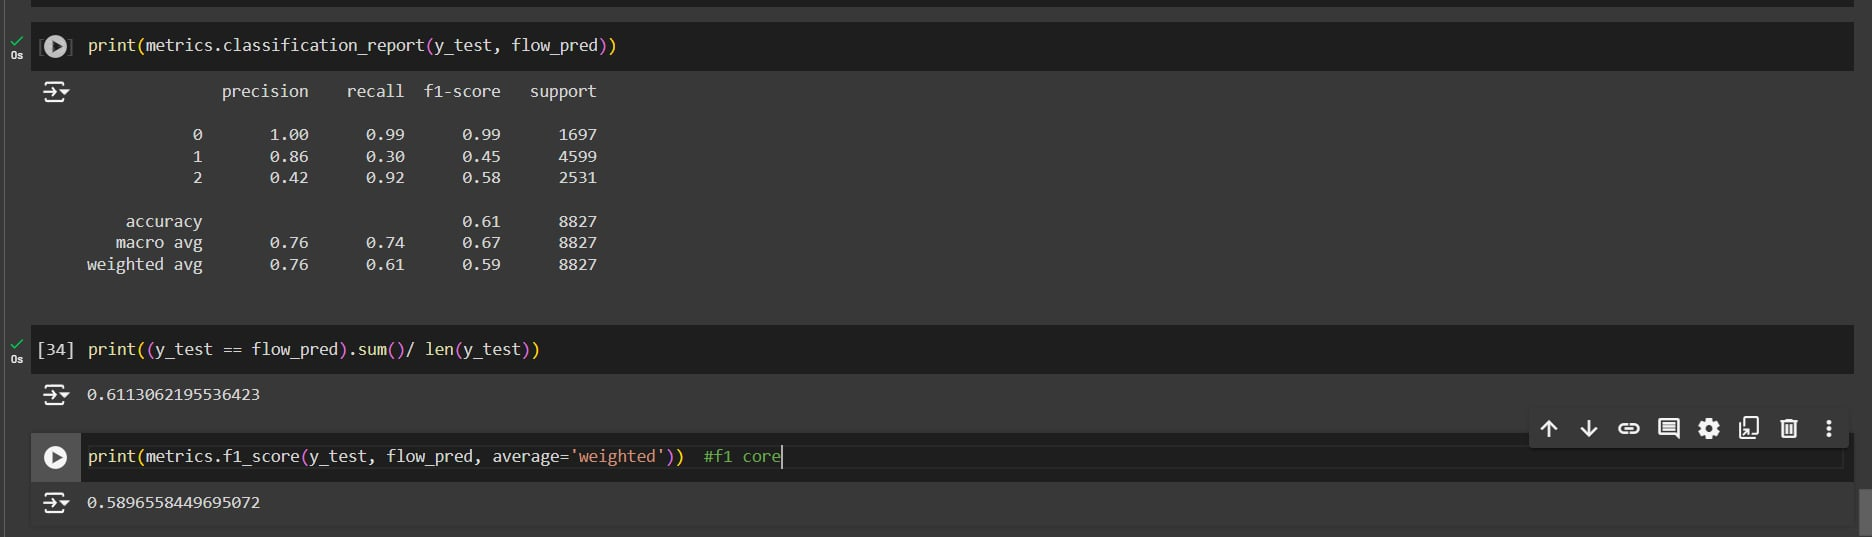 0s
print(metrics.classification_report(y_test, flow_pred))
precision recall f1-score support
0 1.00 0.99 0.99 1697
1 0.86 0.30 0.45 4599
2 0.42 0.92 0.58 2531
accuracy 0.61 8827
macro avg 0.76 0.74 0.67 8827
weighted avg 0.76 0.61 0.59 8827
0s
[34] print((y_test == flow_pred).sum()/ len(y_test))
0.6113062195536423
print(metrics.f1_score(y_test, flow_pred, average='weighted')) #f1 core
0.5896558449695072